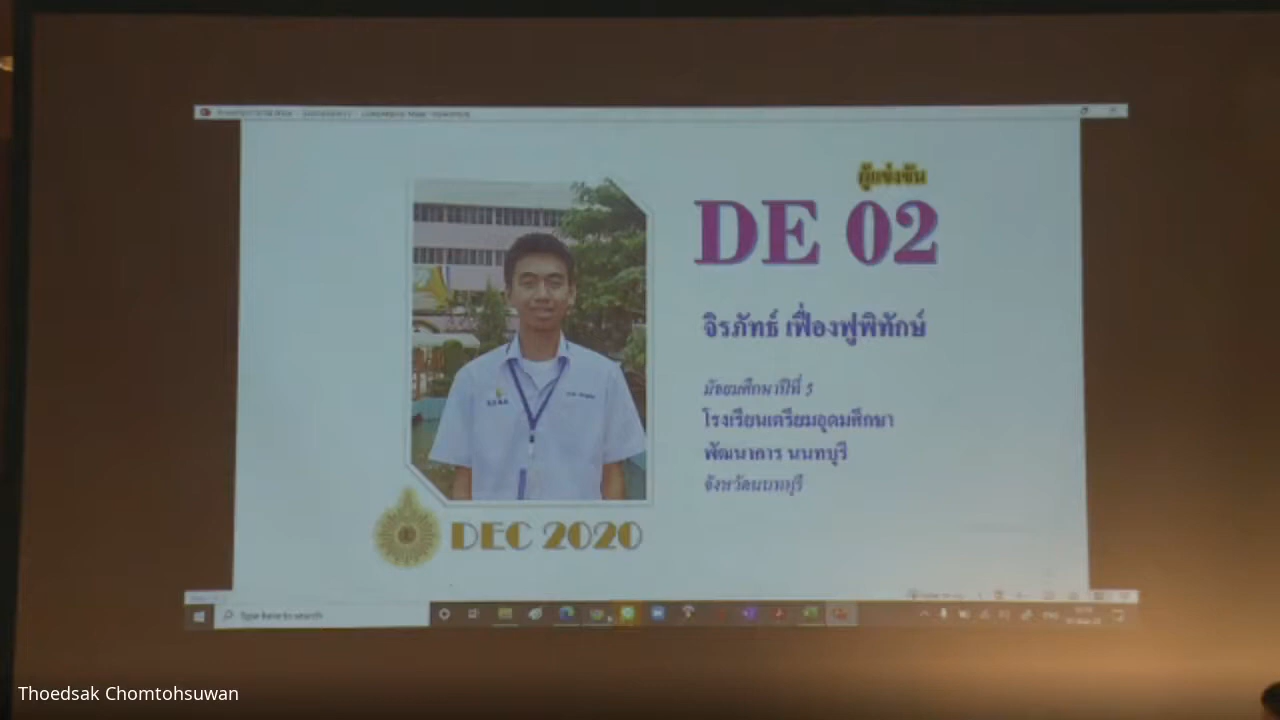 ผู้แข่งขัน
DE 02
จิรภัทธ์ เฟื่องฟูพิทักษ์
มัธยมศึกษาปีที่ 5
โรงเรียนเตรียมอุดมศึกษา
พัฒนาการ นนทบุรี
จังหวัดนนทบุรี
DEC 2020
Type here to search
Thoedsak Chomtohsuwan